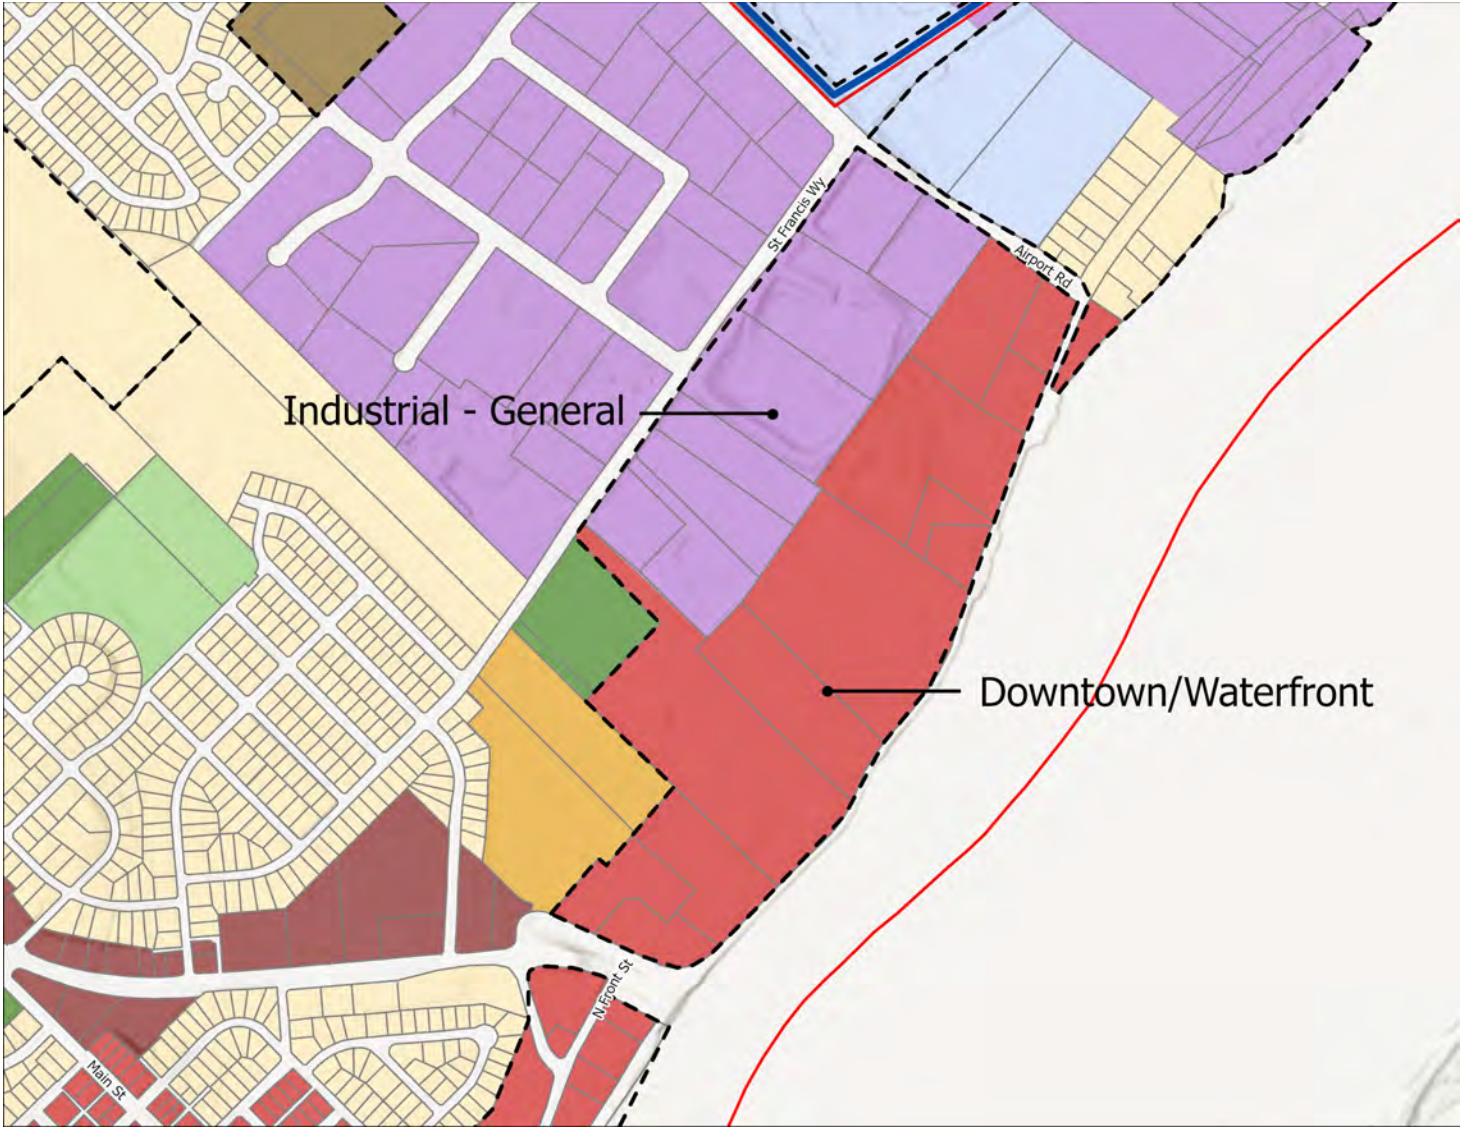 St Francis Wy
Airport Rd
Industrial - General
Downtown/Waterfront
N Front St
Main St